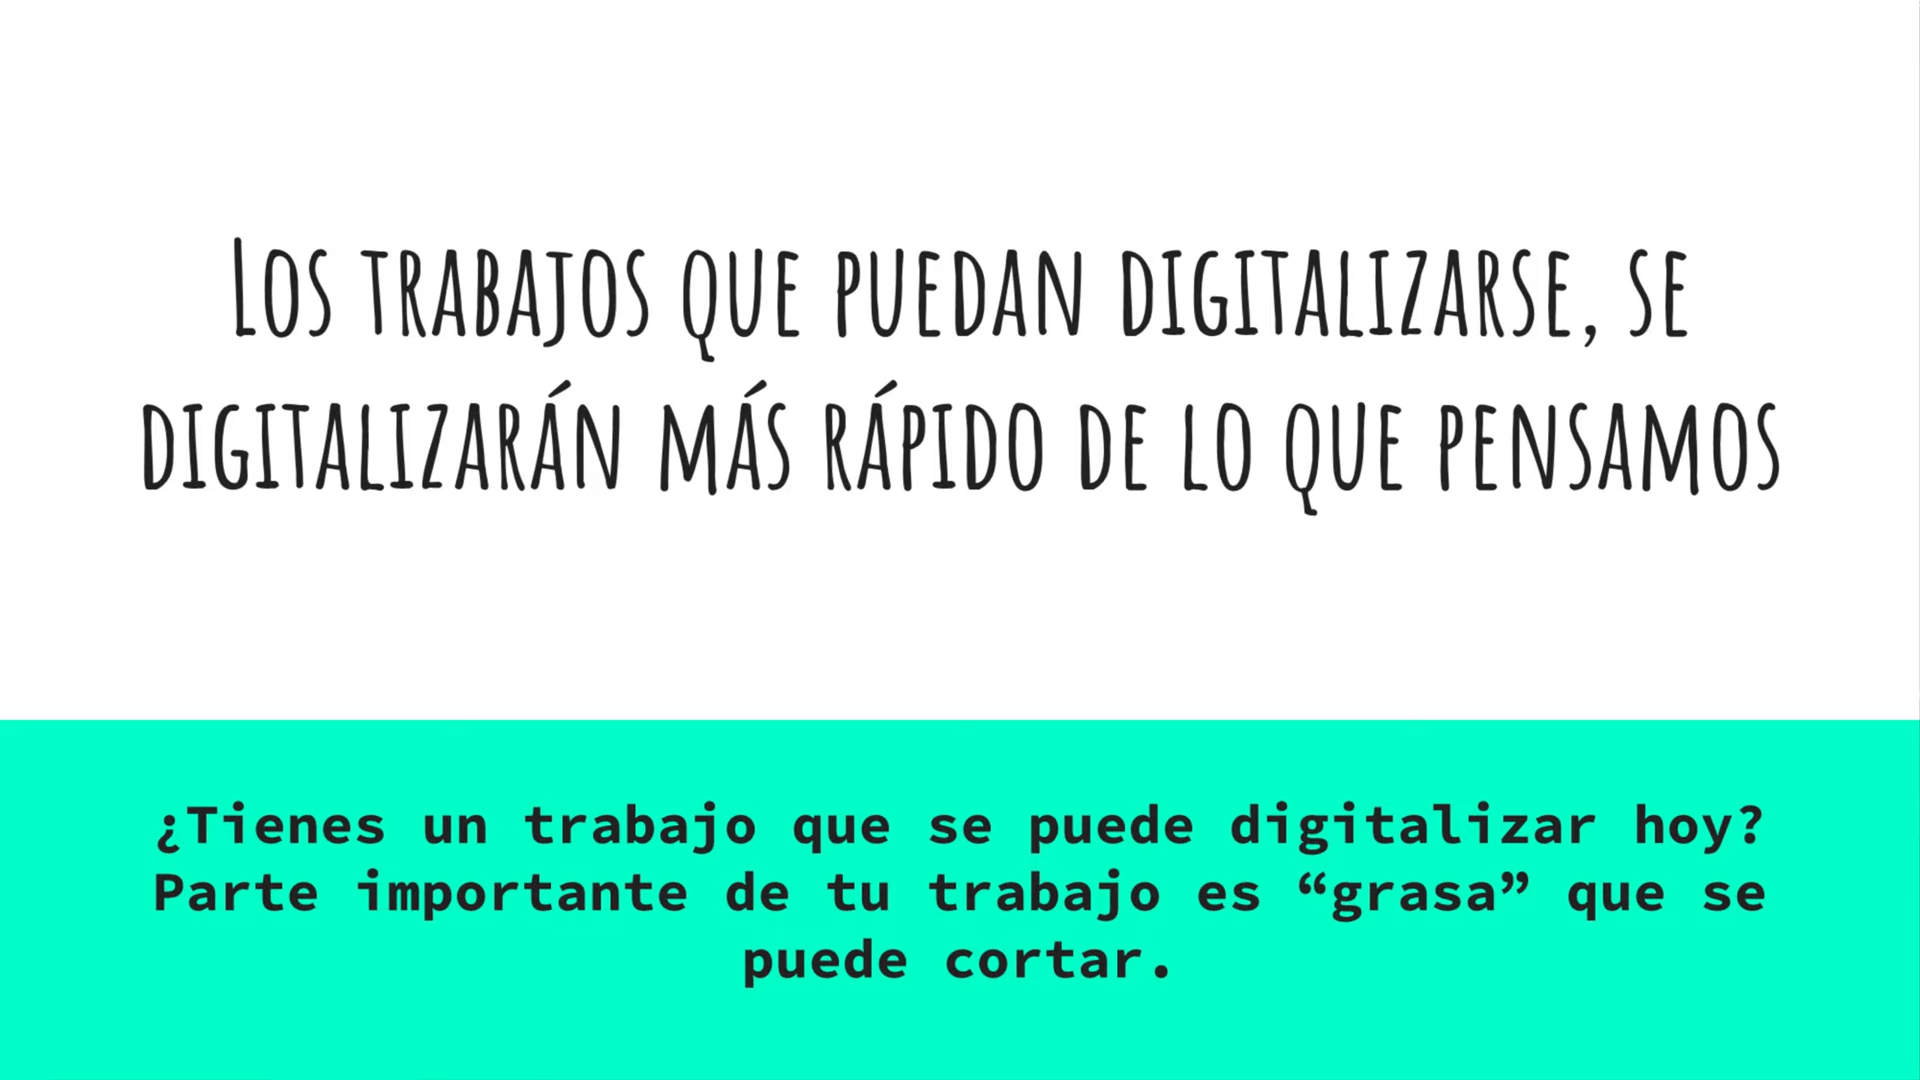 Los trabajos que puedan digitalizarse, se
digitalizarán más rápido de lo que pensamos
¿Tienes un trabajo que se puede digitalizar hoy?
Parte importante de tu trabajo es “grasa” que se
puede cortar.